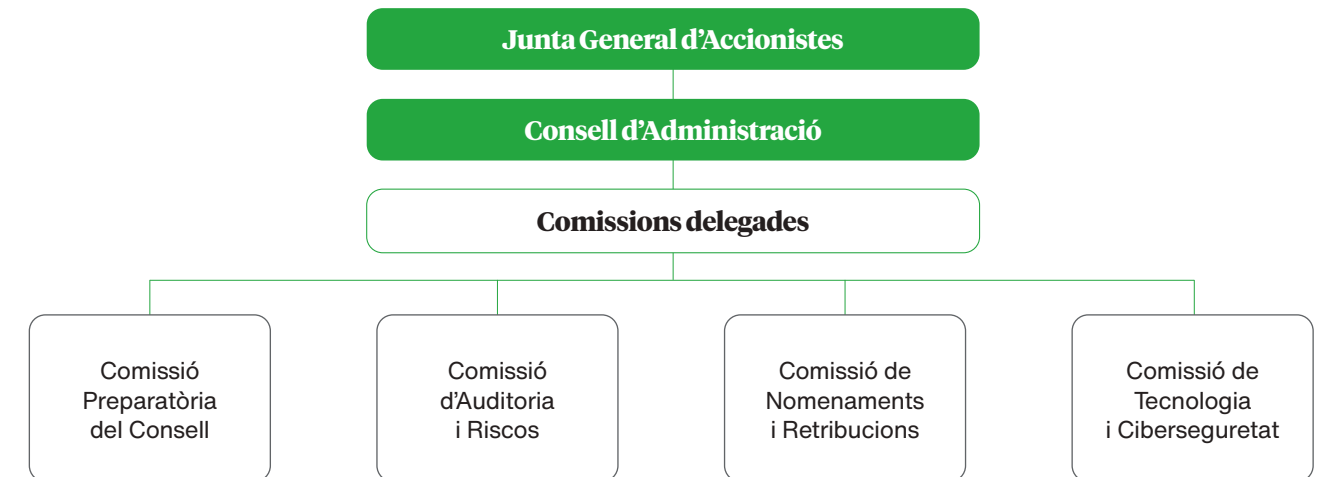 Junta General d’Accionistes
Consell d’Administració
Comissions delegades
Comissió
Preparatòria
del Consell
Comissió
d’Auditoria
i Riscos
Comissió de
Nomenaments
i Retribucions
Comissió de
Tecnologia
i Ciberseguretat